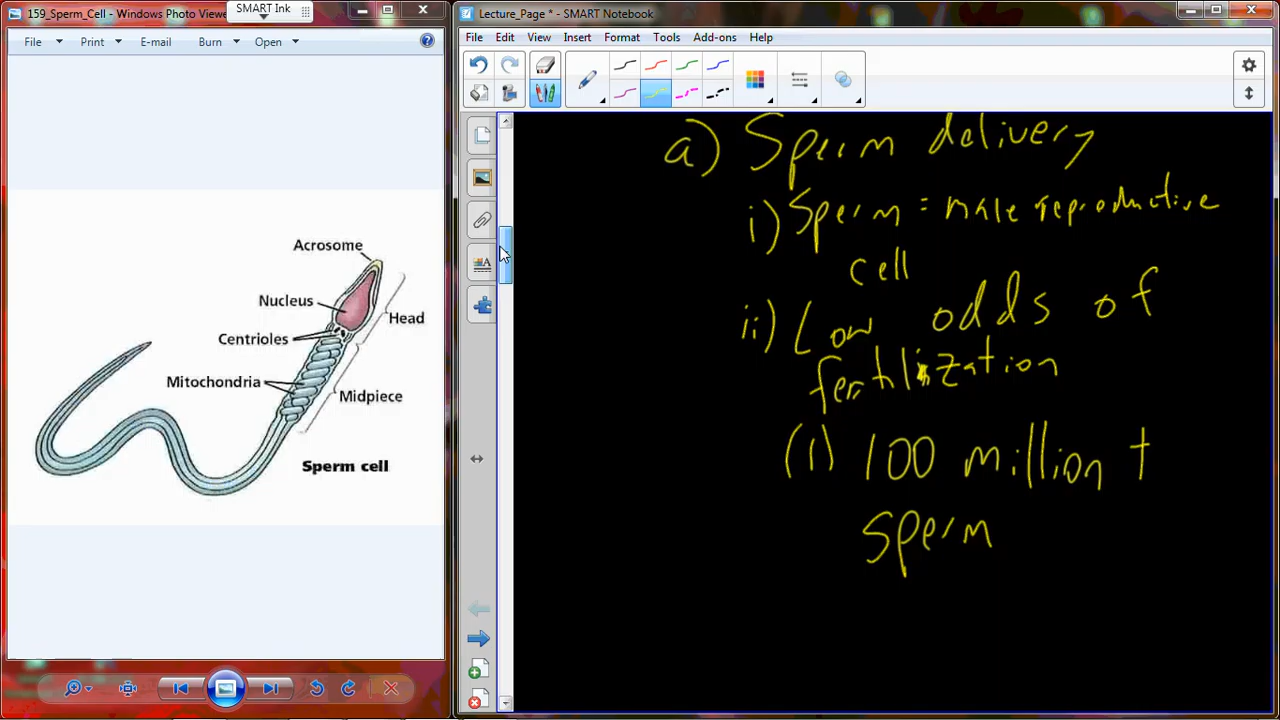 159_Sperm_Cell - Windows Photo Viewe
SMART Ink
File Print E-mail Burn Open
Acrosome
Nucleus
Head
Centrioles
Mitochondria
Midpiece
Sperm cell
Lecture_Page * - SMART Notebook
File Edit View Insert Format Tools Add-ons Help
a) Sperm delivery
i) Sperm = male reproductive
cell
ii) Low odds of
fertilization
(1) 100 million +
sperm